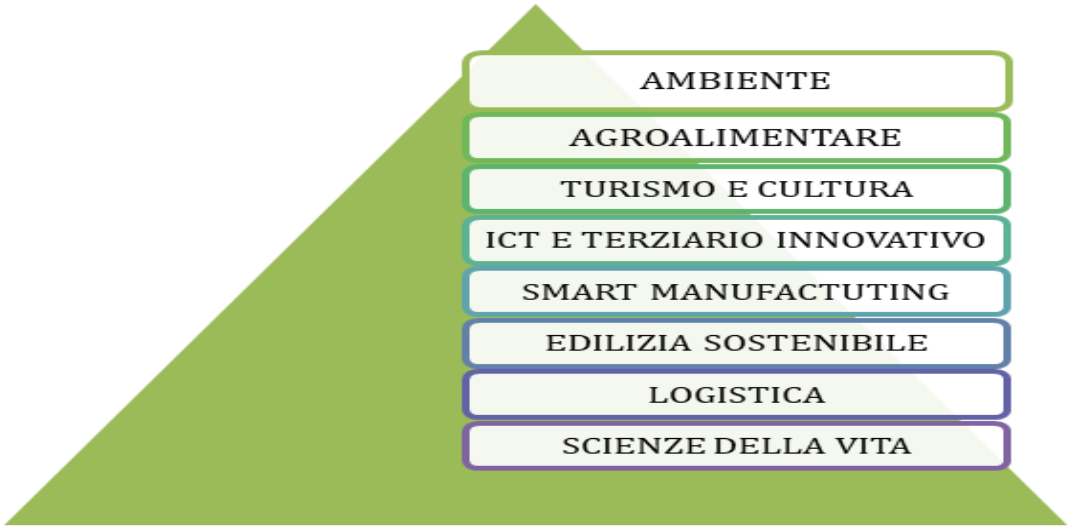 AMBIENTE
AGROALIMENTARE
TURISMO E CULTURA
ICT E TERZIARIO INNOVATIVO
SMART MANUFACTUTING
EDILIZIA SOSTENIBILE
LOGISTICA
SCIENZE DELLA VITA